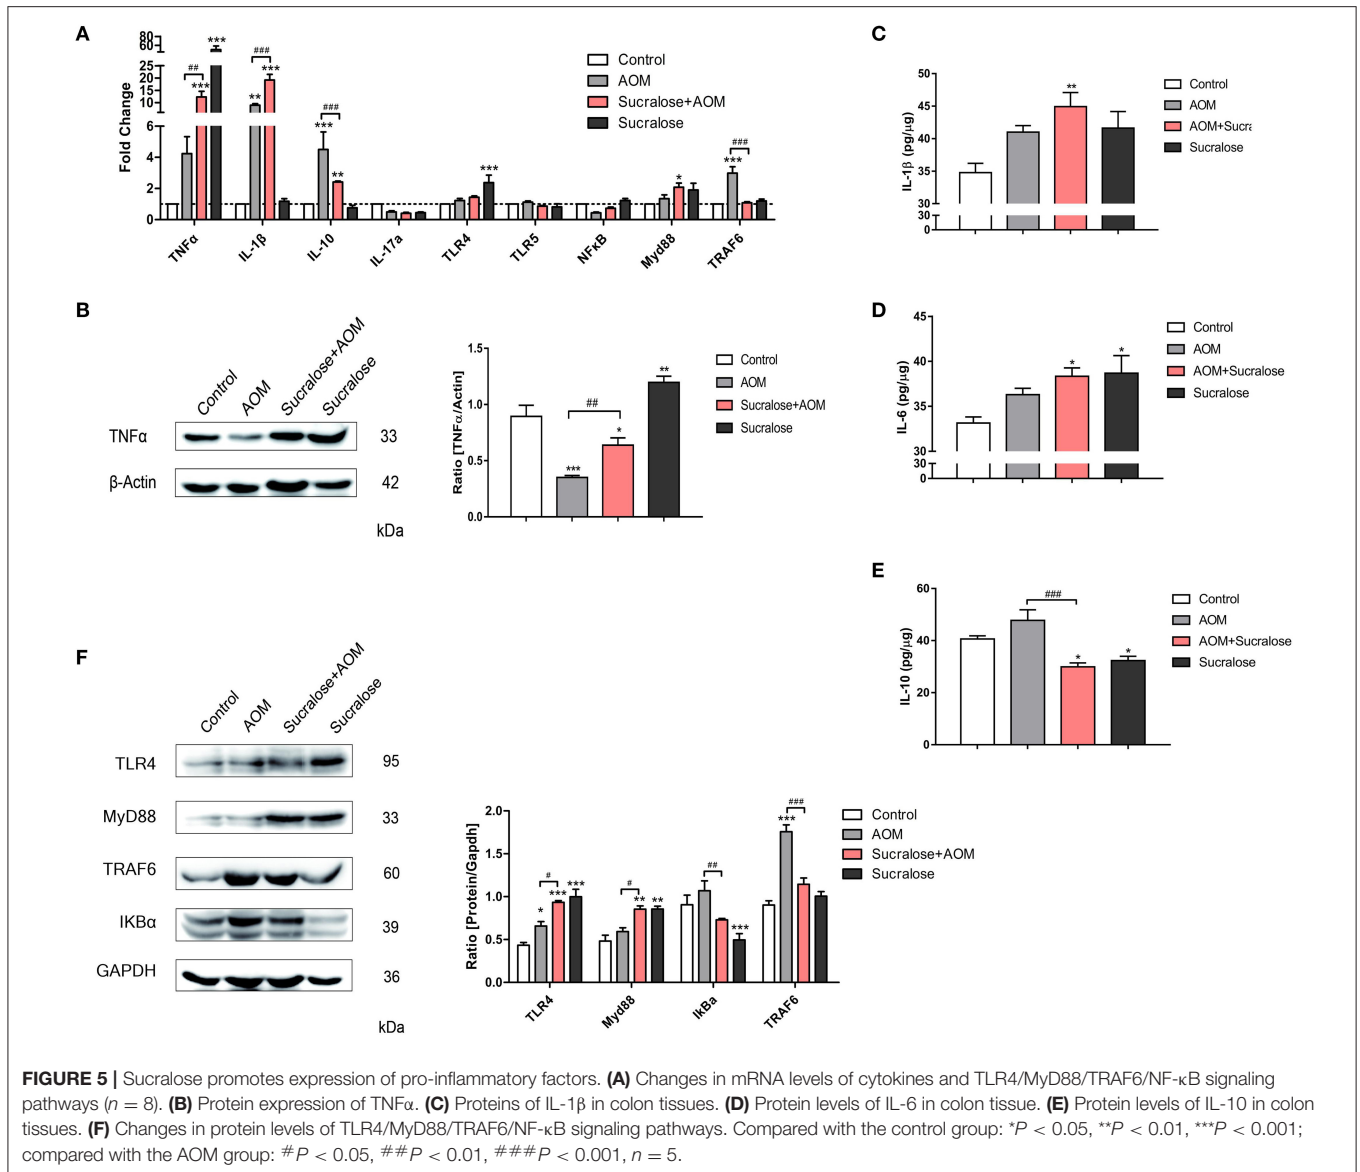 A
80
60
25
20
15
10
6
4
2
0
Fold Change
***
##
***
###
**
***
###
***
**
***
*
###
***
Control
AOM
Sucralose+AOM
Sucralose
TNFα
IL-1β
IL-10
IL-17a
TLR4
TLR5
NFκB
Myd88
TRAF6
C
50
45
40
35
30
30
0
IL-1β (pg/μg)
**
Control
AOM
AOM+Sucra
Sucralose
B
Control
AOM
Sucralose+AOM
Sucralose
TNFα
33
β-Actin
42
kDa
1.5
1.0
0.5
0.0
Ratio [TNFα/Actin]
***
##
*
**
Control
AOM
Sucralose+AOM
Sucralose
D
45
40
35
30
30
0
IL-6 (pg/μg)
*
*
Control
AOM
AOM+Sucralose
Sucralose
E
60
40
20
0
IL-10 (pg/μg)
###
*
*
Control
AOM
AOM+Sucralose
Sucralose
F
Control
AOM
Sucralose+AOM
Sucralose
TLR4
95
MyD88
33
TRAF6
60
IKBα
39
GAPDH
36
kDa
2.0
1.5
1.0
0.5
0.0
Ratio [Protein/Gapdh]
*
#
***
***
#
**
**
##
***
***
###
Control
AOM
Sucralose+AOM
Sucralose
TLR4
Myd88
IkBa
TRAF6
FIGURE 5 | Sucralose promotes expression of pro-inflammatory factors. (A) Changes in mRNA levels of cytokines and TLR4/MyD88/TRAF6/NF-κB signaling
pathways (n = 8). (B) Protein expression of TNFα. (C) Proteins of IL-1β in colon tissues. (D) Protein levels of IL-6 in colon tissue. (E) Protein levels of IL-10 in colon
tissues. (F) Changes in protein levels of TLR4/MyD88/TRAF6/NF-κB signaling pathways. Compared with the control group: *P < 0.05, **P < 0.01, ***P < 0.001;
compared with the AOM group: #P < 0.05, ##P < 0.01, ###P < 0.001, n = 5.